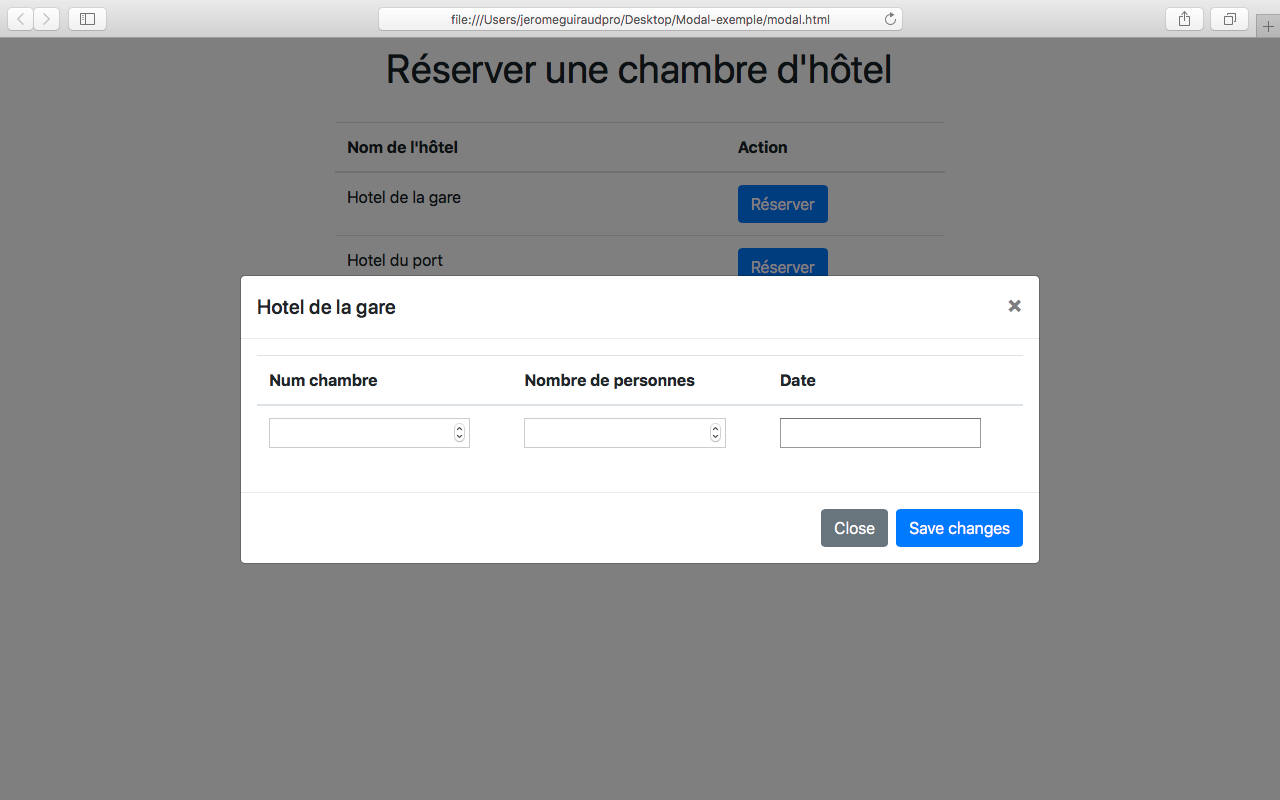 file:///Users/jeromeguiraudpro/Desktop/Modal-exemple/modal.html
Réserver une chambre d'hôtel
Nom de l'hôtel Action
Hotel de la gare Réserver
Hotel du port Réserver
Hotel de la gare ×
Num chambre Nombre de personnes Date
Close Save changes